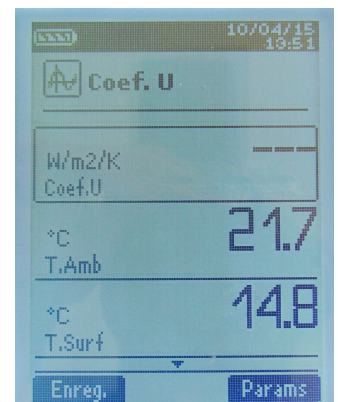 10/04/15
13:51
Coef. U
---
W/m2/K
Coef.U
21.7
°C
T.Amb
14.8
°C
T.Surf
Enreg.
Params